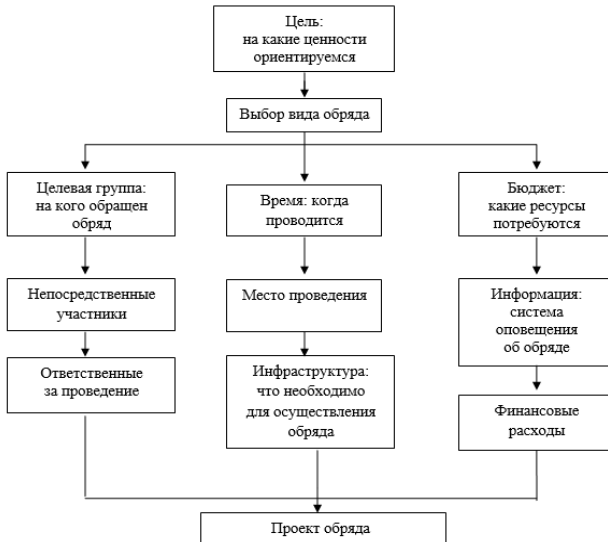 Цель:
на какие ценности
ориентируемся
Выбор вида обряда
Целевая группа:
на кого обращен
обряд
Время: когда
проводится
Бюджет:
какие ресурсы
потребуются
Непосредственные
участники
Место проведения
Информация:
система
оповещения
об обряде
Ответственные
за проведение
Инфраструктура:
что необходимо
для осуществления
обряда
Финансовые
расходы
Проект обряда